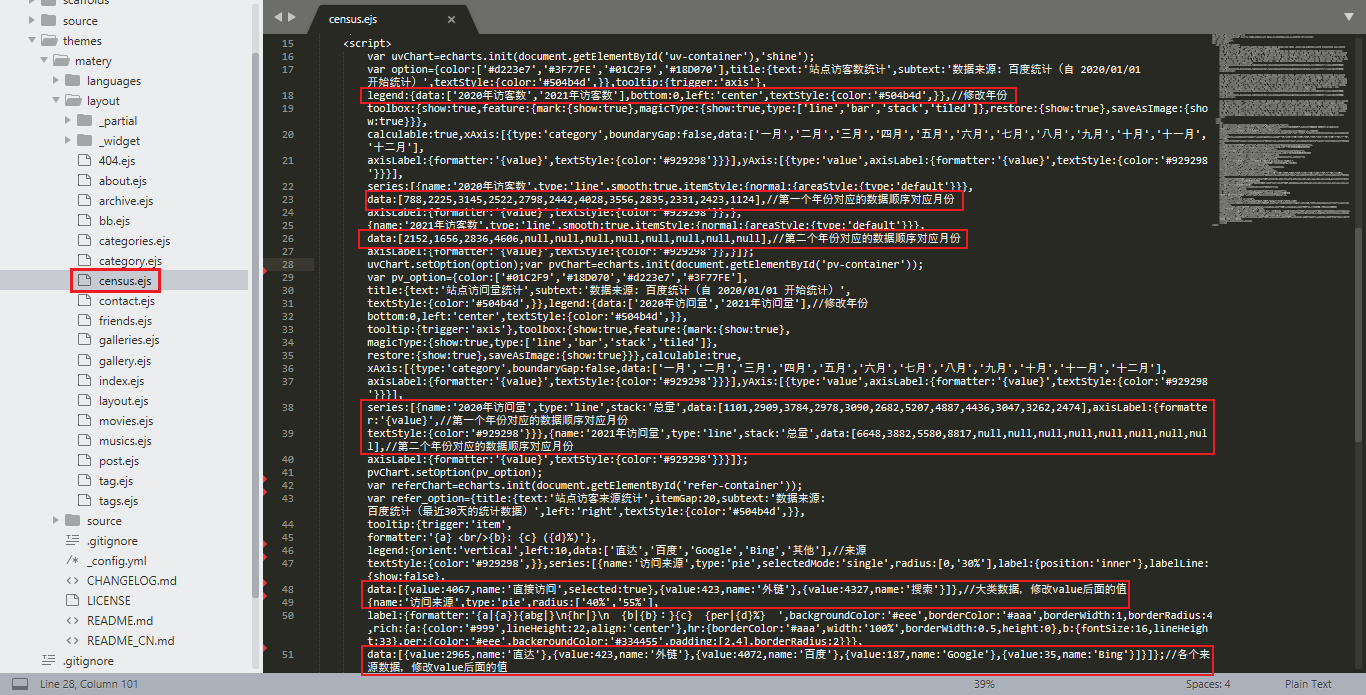 scaffolds
source
themes
matery
languages
layout
_partial
_widget
404.ejs
about.ejs
archive.ejs
bb.ejs
categories.ejs
category.ejs
census.ejs
contact.ejs
friends.ejs
galleries.ejs
gallery.ejs
index.ejs
layout.ejs
movies.ejs
musics.ejs
post.ejs
tag.ejs
tags.ejs
source
.gitignore
_config.yml
CHANGELOG.md
LICENSE
README.md
README_CN.md
.gitignore
census.ejs
15 <script>
16 var uvChart=echarts.init(document.getElementById('uv-container'),'shine');
17 var option={color:['#d223e7','#3F77FE','#01C2F9','#18D070'],title:{text:'站点访客数统计',subtext:'数据来源: 百度统计（自 2020/01/01
开始统计）',textStyle:{color:'#504b4d',}},tooltip:{trigger:'axis'},
18 legend:{data:['2020年访客数','2021年访客数'],bottom:0,left:'center',textStyle:{color:'#504b4d',}},//修改年份
19 toolbox:{show:true,feature:{mark:{show:true},magicType:{show:true,type:['line','bar','stack','tiled']},restore:{show:true},saveAsImage:{show:true}}},
20 calculable:true,xAxis:[{type:'category',boundaryGap:false,data:['一月','二月','三月','四月','五月','六月','七月','八月','九月','十月','十一月',
'十二月'],
21 axisLabel:{formatter:'{value}',textStyle:{color:'#929298'}}}],yAxis:[{type:'value',axisLabel:{formatter:'{value}',textStyle:{color:'#929298
'}}}],
22 series:[{name:'2020年访客数',type:'line',smooth:true,itemStyle:{normal:{areaStyle:{type:'default'}}},
23 data:[788,2225,3145,2522,2798,2442,4028,3556,2835,2331,2423,1124],//第一个年份对应的数据顺序对应月份
24 axisLabel:{formatter:'{value}',textStyle:{color:'#929298'}},},
25 {name:'2021年访客数',type:'line',smooth:true,itemStyle:{normal:{areaStyle:{type:'default'}}},
26 data:[2152,1656,2836,4606,null,null,null,null,null,null,null,null],//第二个年份对应的数据顺序对应月份
27 axisLabel:{formatter:'{value}',textStyle:{color:'#929298'}},}]};
28 uvChart.setOption(option);var pvChart=echarts.init(document.getElementById('pv-container'));
29 var pv_option={color:['#01C2F9','#18D070','#d223e7','#3F77FE'],
30 title:{text:'站点访问量统计',subtext:'数据来源: 百度统计（自 2020/01/01 开始统计）',
31 textStyle:{color:'#504b4d',}},legend:{data:['2020年访问量','2021年访问量'],//修改年份
32 bottom:0,left:'center',textStyle:{color:'#504b4d',}},
33 tooltip:{trigger:'axis'},toolbox:{show:true,feature:{mark:{show:true},
34 magicType:{show:true,type:['line','bar','stack','tiled']},
35 restore:{show:true},saveAsImage:{show:true}}},calculable:true,
36 xAxis:[{type:'category',boundaryGap:false,data:['一月','二月','三月','四月','五月','六月','七月','八月','九月','十月','十一月','十二月'],
37 axisLabel:{formatter:'{value}',textStyle:{color:'#929298'}}}],yAxis:[{type:'value',axisLabel:{formatter:'{value}',textStyle:{color:'#929298
'}}}],
38 series:[{name:'2020年访问量',type:'line',stack:'总量',data:[1101,2909,3784,2978,3090,2682,5207,4887,4436,3047,3262,2474],axisLabel:{formatte
r:'{value}',//第一个年份对应的数据顺序对应月份
39 textStyle:{color:'#929298'}}},{name:'2021年访问量',type:'line',stack:'总量',data:[6648,3882,5580,8817,null,null,null,null,null,null,null,nul
l],//第二个年份对应的数据顺序对应月份
40 axisLabel:{formatter:'{value}',textStyle:{color:'#929298'}}}]};
41 pvChart.setOption(pv_option);
42 var referChart=echarts.init(document.getElementById('refer-container'));
43 var refer_option={title:{text:'站点访客来源统计',itemGap:20,subtext:'数据来源:
百度统计（最近30天的统计数据）',left:'right',textStyle:{color:'#504b4d',}},
44 tooltip:{trigger:'item',
45 formatter:'{a} <br/>{b}: {c} ({d}%)'},
46 legend:{orient:'vertical',left:10,data:['直达','百度','Google','Bing','其他'],//来源
47 textStyle:{color:'#929298',}},series:[{name:'访问来源',type:'pie',selectedMode:'single',radius:[0,'30%'],label:{position:'inner'},labelLine:
{show:false},
48 data:[{value:4067,name:'直接访问',selected:true},{value:423,name:'外链'},{value:4327,name:'搜索'}]},//大类数据，修改value后面的值
49 {name:'访问来源',type:'pie',radius:['40%','55%'],
50 label:{formatter:'{a|{a}}{abg|}\n{hr|}\n  {b|{b}：}{c}  {per|{d}%}  ',backgroundColor:'#eee',borderColor:'#aaa',borderWidth:1,borderRadius:4
,rich:{a:{color:'#999',lineHeight:22,align:'center'},hr:{borderColor:'#aaa',width:'100%',borderWidth:0.5,height:0},b:{fontSize:16,lineHeigh
t:33},per:{color:'#eee',backgroundColor:'#334455',padding:[2,4],borderRadius:2}}},
51 data:[{value:2965,name:'直达'},{value:423,name:'外链'},{value:4072,name:'百度'},{value:187,name:'Google'},{value:35,name:'Bing'}]}]};//各个来
源数据，修改value后面的值
Line 28, Column 101
39%
Spaces: 4
Plain Text